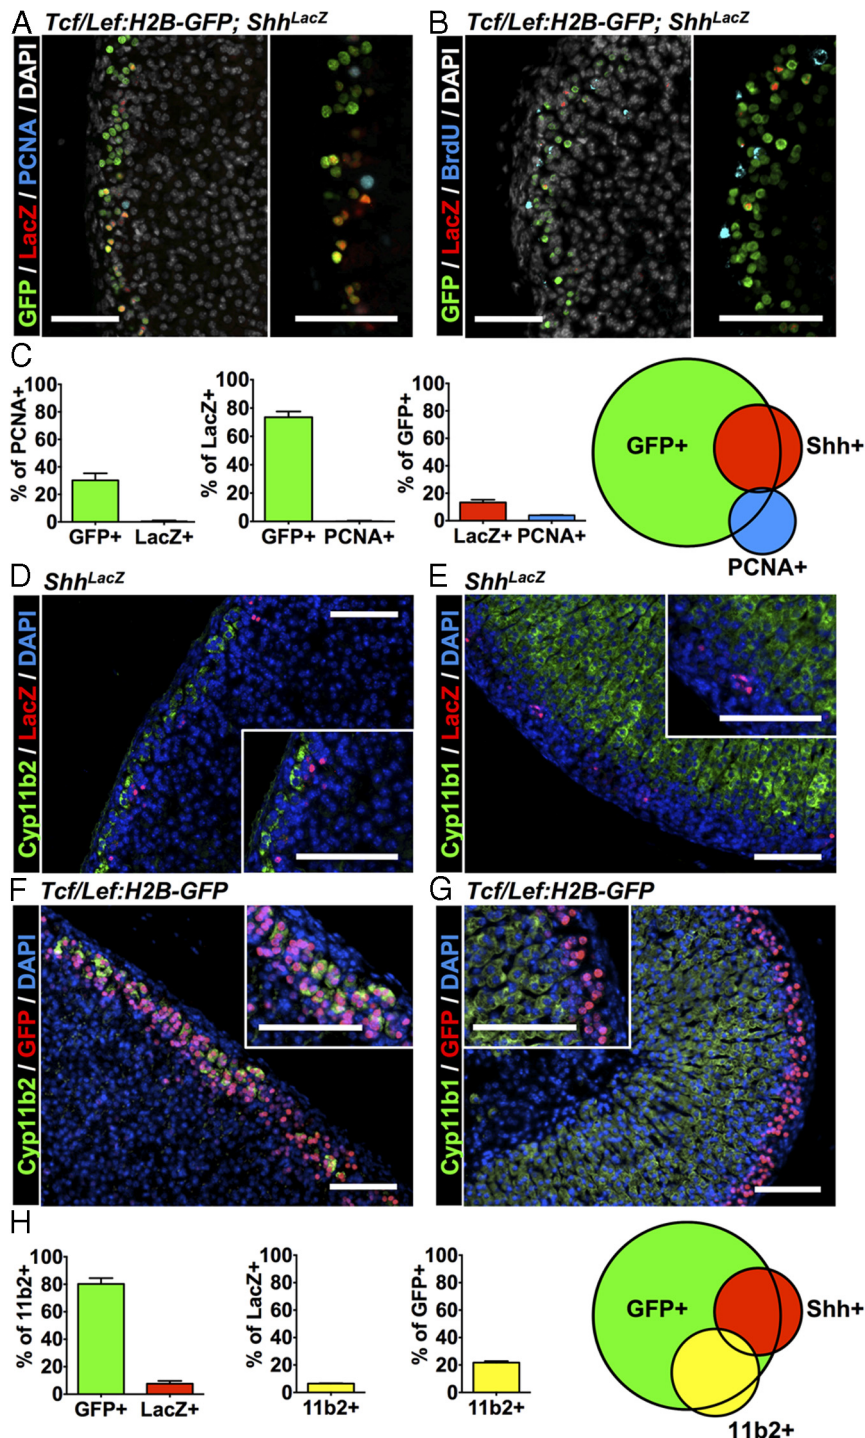 A Tcf/Lef:H2B-GFP; ShhLacZ
GFP / LacZ / PCNA / DAPI
B Tcf/Lef:H2B-GFP; ShhLacZ
GFP / LacZ / BrdU / DAPI
C
% of PCNA+
100
80
60
40
20
0
GFP+ LacZ+
% of LacZ+
100
80
60
40
20
0
GFP+ PCNA+
% of GFP+
100
80
60
40
20
0
LacZ+ PCNA+
GFP+
Shh+
PCNA+
D ShhLacZ
Cyp11b2 / LacZ / DAPI
E ShhLacZ
Cyp11b1 / LacZ / DAPI
F Tcf/Lef:H2B-GFP
Cyp11b2 / GFP / DAPI
G Tcf/Lef:H2B-GFP
Cyp11b1 / GFP / DAPI
H
% of 11b2+
100
80
60
40
20
0
GFP+ LacZ+
% of LacZ+
100
80
60
40
20
0
11b2+
% of GFP+
100
80
60
40
20
0
11b2+
GFP+
Shh+
11b2+